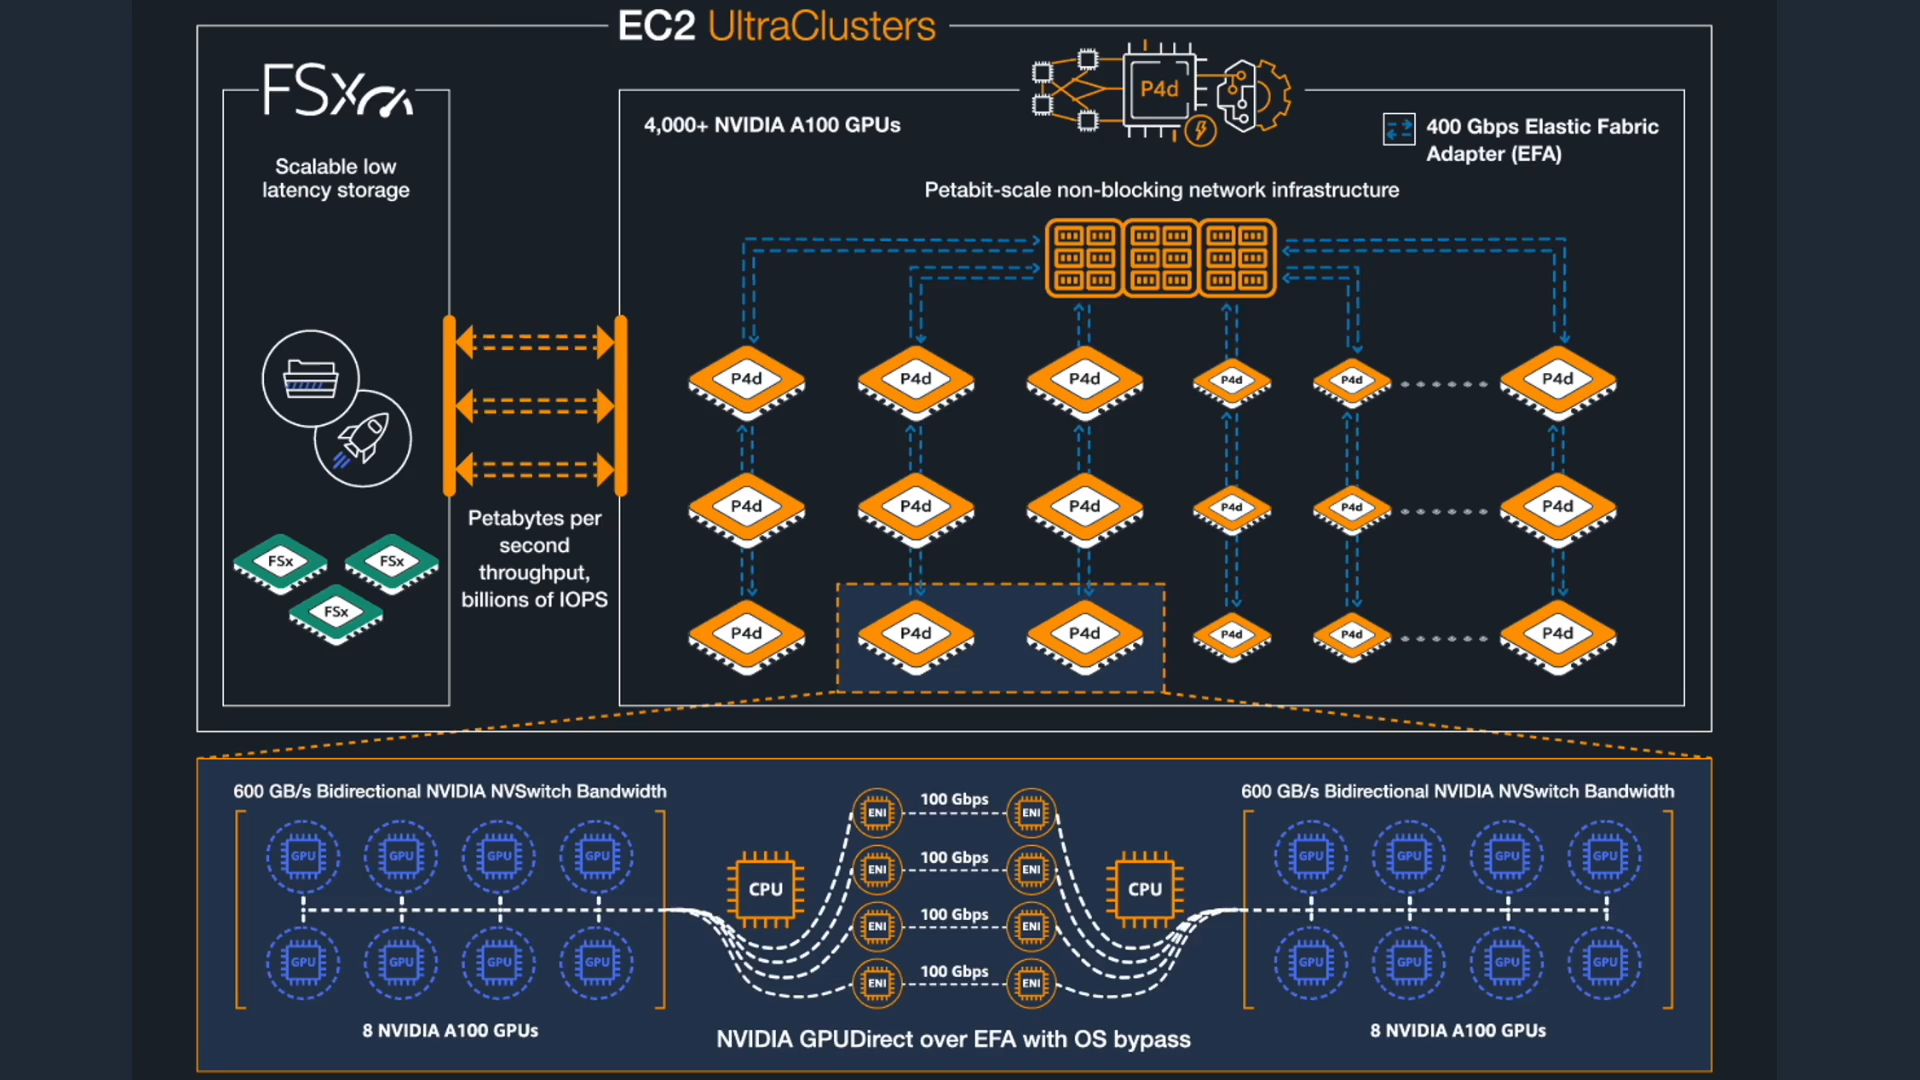 EC2 UltraClusters
FSx
Scalable low
latency storage
4,000+ NVIDIA A100 GPUs
P4d
400 Gbps Elastic Fabric
Adapter (EFA)
Petabit-scale non-blocking network infrastructure
P4d P4d P4d P4d P4d P4d
P4d P4d P4d P4d P4d P4d
P4d P4d P4d P4d P4d P4d
Petabytes per
second
throughput,
billions of IOPS
FSx FSx
FSx
600 GB/s Bidirectional NVIDIA NVSwitch Bandwidth
GPU GPU GPU GPU
GPU GPU GPU GPU
8 NVIDIA A100 GPUs
CPU
ENI 100 Gbps ENI
ENI 100 Gbps ENI
ENI 100 Gbps ENI
ENI 100 Gbps ENI
CPU
NVIDIA GPUDirect over EFA with OS bypass
600 GB/s Bidirectional NVIDIA NVSwitch Bandwidth
GPU GPU GPU GPU
GPU GPU GPU GPU
8 NVIDIA A100 GPUs